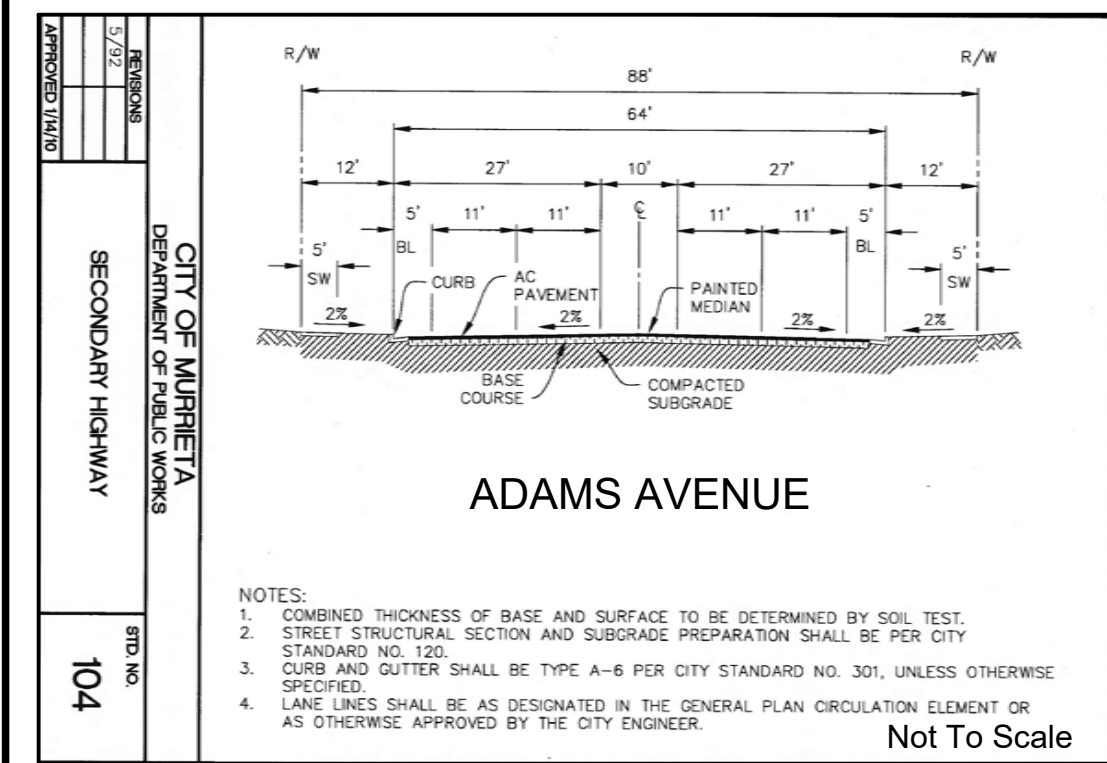 R/W
R/W
88'
64'
12' 27' 10' 27' 12'
5' 11' 11' ℄ 11' 11' 5'
BL BL
5' 5'
SW SW
CURB
AC
PAVEMENT
PAINTED
MEDIAN
2% 2% 2% 2%
BASE
COURSE
COMPACTED
SUBGRADE
ADAMS AVENUE
NOTES:
1. COMBINED THICKNESS OF BASE AND SURFACE TO BE DETERMINED BY SOIL TEST.
2. STREET STRUCTURAL SECTION AND SUBGRADE PREPARATION SHALL BE PER CITY
STANDARD NO. 120.
3. CURB AND GUTTER SHALL BE TYPE A-6 PER CITY STANDARD NO. 301, UNLESS OTHERWISE
SPECIFIED.
4. LANE LINES SHALL BE AS DESIGNATED IN THE GENERAL PLAN CIRCULATION ELEMENT OR
AS OTHERWISE APPROVED BY THE CITY ENGINEER.
Not To Scale
CITY OF MURRIETA
DEPARTMENT OF PUBLIC WORKS
REVISIONS
5/92
APPROVED 1/14/10
SECONDARY HIGHWAY
STD. NO.
104